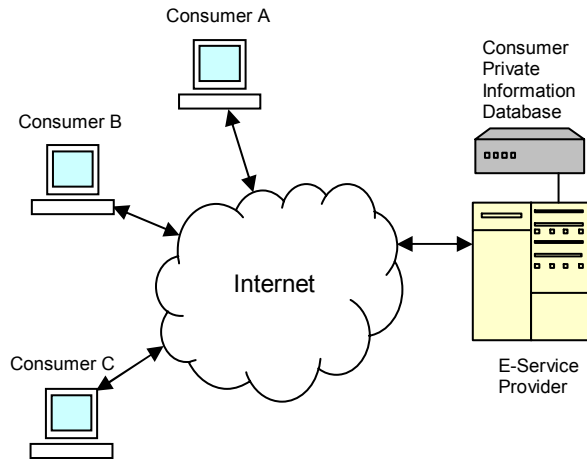 Consumer A
Consumer
Private
Information
Database
Consumer B
Internet
Consumer C
E-Service
Provider